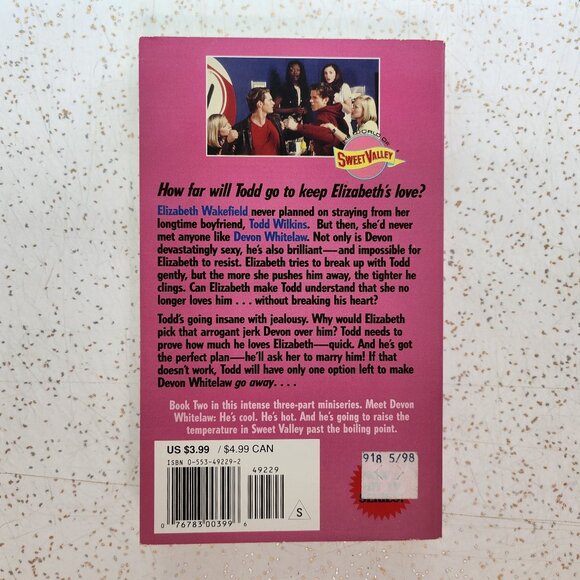 THE WORLD OF
SWEET VALLEY
How far will Todd go to keep Elizabeth's love?
Elizabeth Wakefield never planned on straying from her
longtime boyfriend, Todd Wilkins. But then, she'd never
met anyone like Devon Whitelaw. Not only is Devon
devastatingly sexy, he's also brilliant—and impossible for
Elizabeth to resist. Elizabeth tries to break up with Todd
gently, but the more she pushes him away, the tighter he
clings. Can Elizabeth make Todd understand that she no
longer loves him . . . without breaking his heart?
Todd's going insane with jealousy. Why would Elizabeth
pick that arrogant jerk Devon over him? Todd needs to
prove how much he loves Elizabeth—quick. And he's got
the perfect plan—he'll ask her to marry him! If that
doesn't work, Todd will have only one option left to make
Devon Whitelaw go away. . . .
Book Two in this intense three-part miniseries. Meet Devon
Whitelaw: He's cool. He's hot. And he's going to raise the
temperature in Sweet Valley past the boiling point.
US $3.99 / $4.99 CAN
ISBN 0-553-49229-2
49229
0 76783 00399 6
S
918 5/98